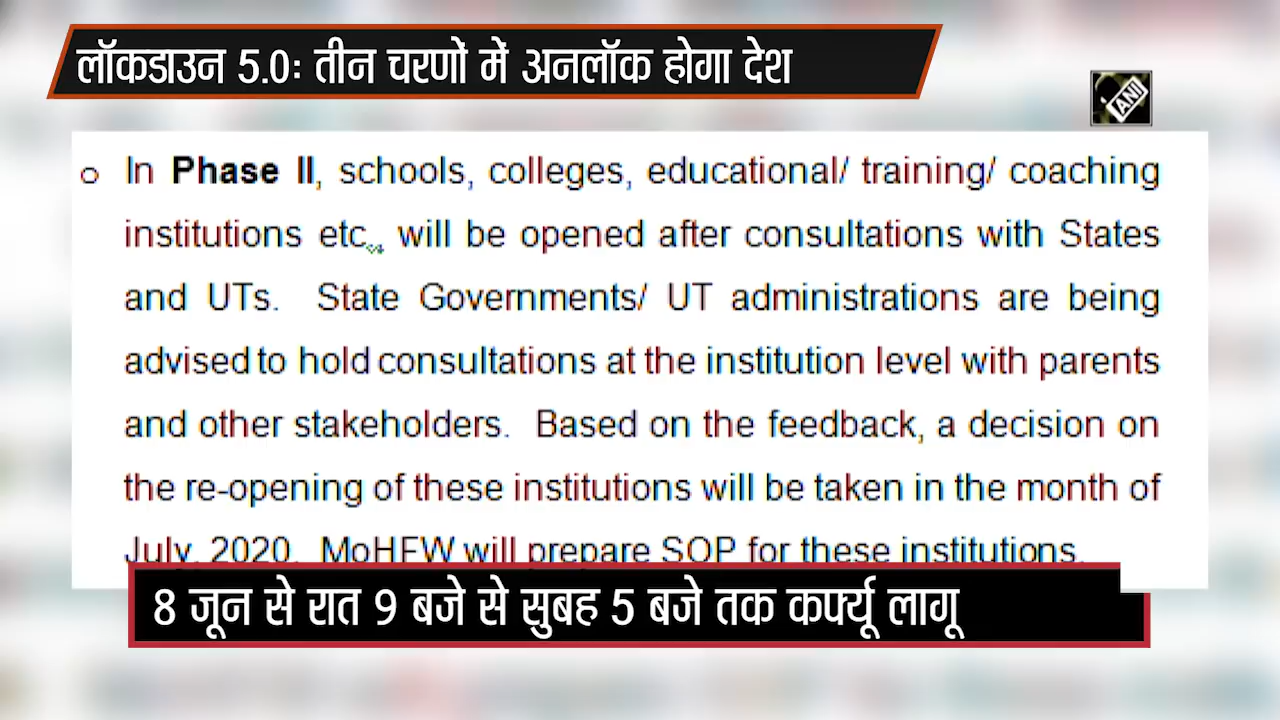 लॉकडाउन 5.0: तीन चरणों में अनलॉक होगा देश
ANI
o In Phase II, schools, colleges, educational/ training/ coaching
institutions etc., will be opened after consultations with States
and UTs. State Governments/ UT administrations are being
advised to hold consultations at the institution level with parents
and other stakeholders. Based on the feedback, a decision on
the re-opening of these institutions will be taken in the month of
July, 2020. MoHFW will prepare SOP for these institutions.
8 जून से रात 9 बजे से सुबह 5 बजे तक कर्फ्यू लागू